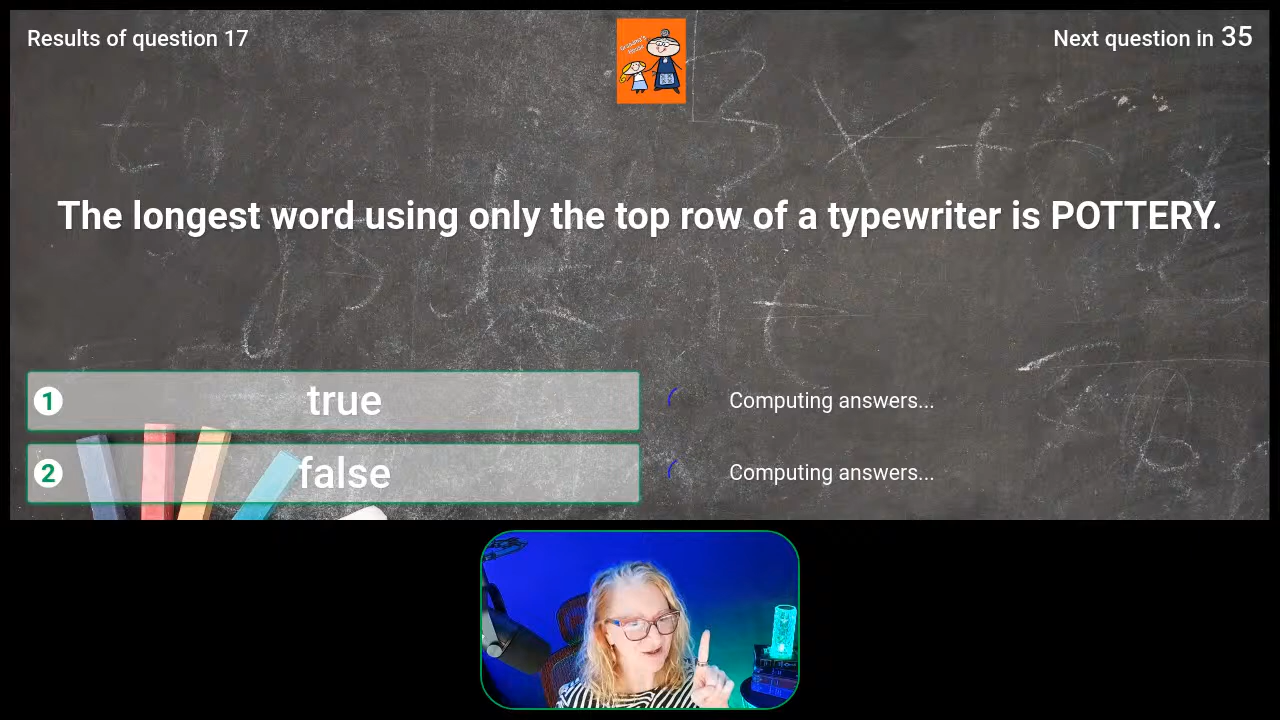 Results of question 17
Next question in 35
The longest word using only the top row of a typewriter is POTTERY.
1 true
Computing answers...
2 false
Computing answers...